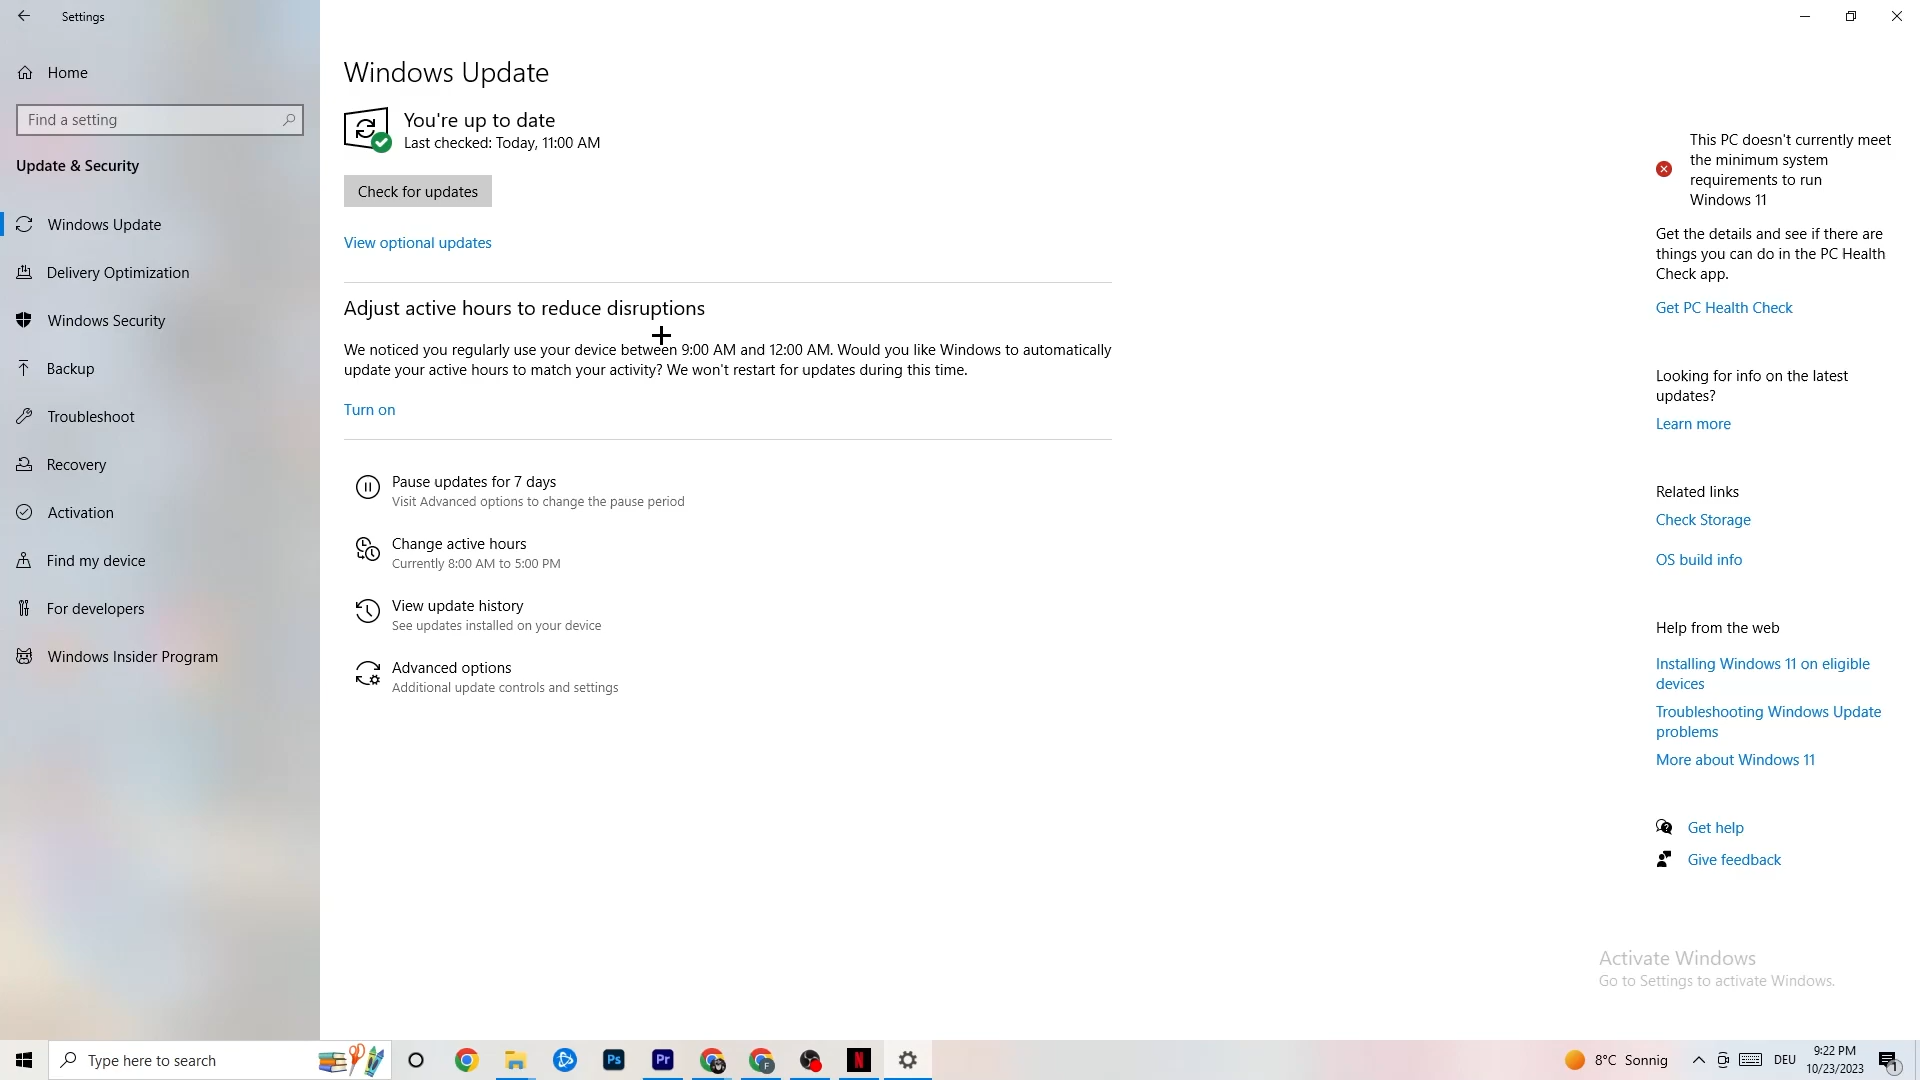 Settings
Home
Find a setting
Update & Security
Windows Update
Delivery Optimization
Windows Security
Backup
Troubleshoot
Recovery
Activation
Find my device
For developers
Windows Insider Program
Windows Update
You're up to date
Last checked: Today, 11:00 AM
Check for updates
View optional updates
Adjust active hours to reduce disruptions
We noticed you regularly use your device between 9:00 AM and 12:00 AM. Would you like Windows to automatically
update your active hours to match your activity? We won't restart for updates during this time.
Turn on
Pause updates for 7 days
Visit Advanced options to change the pause period
Change active hours
Currently 8:00 AM to 5:00 PM
View update history
See updates installed on your device
Advanced options
Additional update controls and settings
This PC doesn't currently meet
the minimum system
requirements to run
Windows 11
Get the details and see if there are
things you can do in the PC Health
Check app.
Get PC Health Check
Looking for info on the latest
updates?
Learn more
Related links
Check Storage
OS build info
Help from the web
Installing Windows 11 on eligible
devices
Troubleshooting Windows Update
problems
More about Windows 11
Get help
Give feedback
Activate Windows
Go to Settings to activate Windows.
Type here to search
Ps
Pr
F
N
8°C Sonnig
DEU
9:22 PM
10/23/2023
1